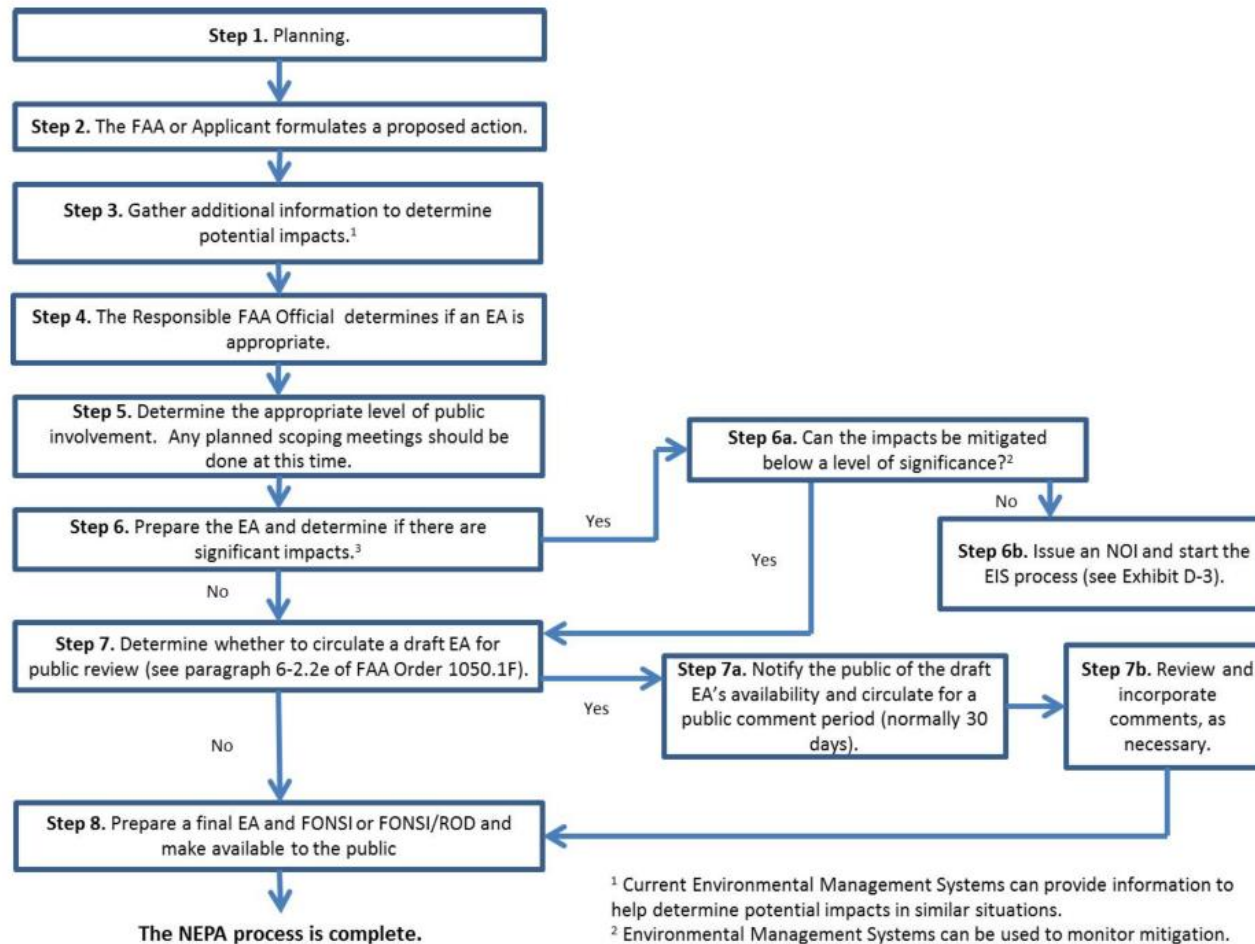 Step 1. Planning.
Step 2. The FAA or Applicant formulates a proposed action.
Step 3. Gather additional information to determine
potential impacts.¹
Step 4. The Responsible FAA Official determines if an EA is
appropriate.
Step 5. Determine the appropriate level of public
involvement. Any planned scoping meetings should be
done at this time.
Step 6. Prepare the EA and determine if there are
significant impacts.³
Yes
Step 6a. Can the impacts be mitigated
below a level of significance?²
No
Step 6b. Issue an NOI and start the
EIS process (see Exhibit D-3).
Yes
No
Step 7. Determine whether to circulate a draft EA for
public review (see paragraph 6-2.2e of FAA Order 1050.1F).
Yes
Step 7a. Notify the public of the draft
EA’s availability and circulate for a
public comment period (normally 30
days).
Step 7b. Review and
incorporate
comments, as
necessary.
No
Step 8. Prepare a final EA and FONSI or FONSI/ROD and
make available to the public
The NEPA process is complete.
¹ Current Environmental Management Systems can provide information to
help determine potential impacts in similar situations.
² Environmental Management Systems can be used to monitor mitigation.